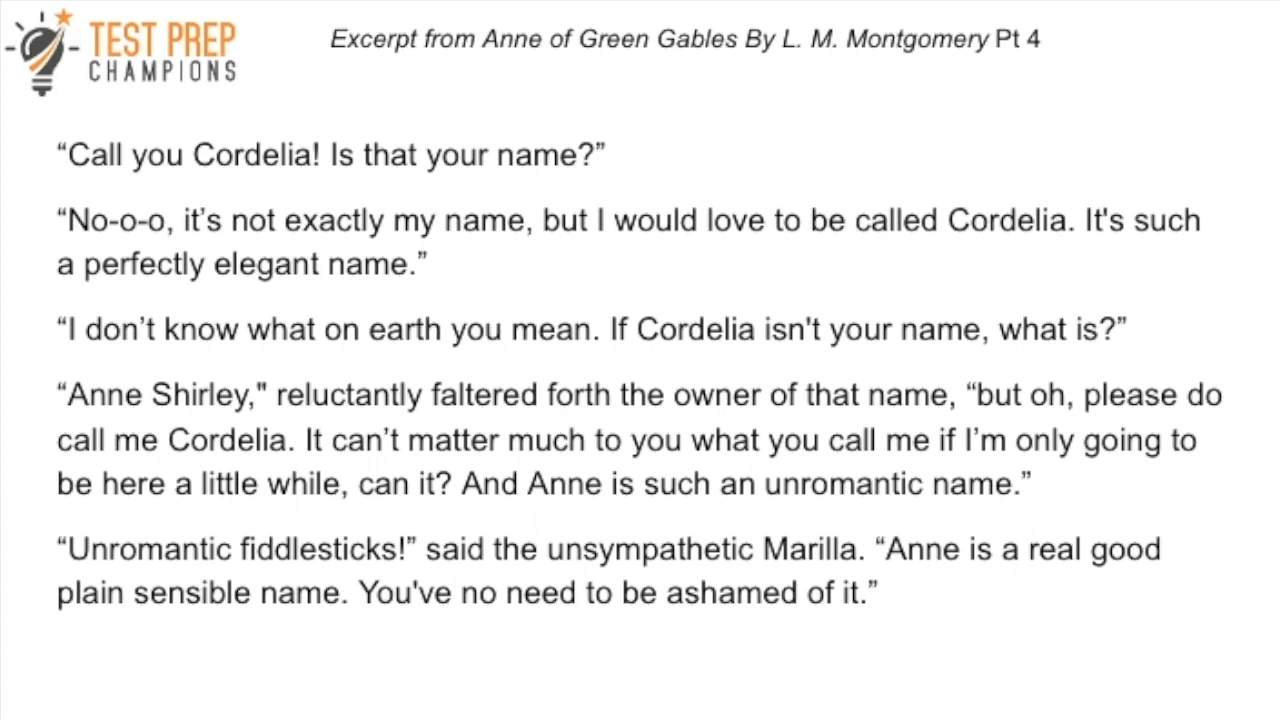 TEST PREP
CHAMPIONS
Excerpt from Anne of Green Gables By L. M. Montgomery Pt 4
“Call you Cordelia! Is that your name?”
“No-o-o, it’s not exactly my name, but I would love to be called Cordelia. It's such
a perfectly elegant name.”
“I don’t know what on earth you mean. If Cordelia isn't your name, what is?”
“Anne Shirley," reluctantly faltered forth the owner of that name, “but oh, please do
call me Cordelia. It can’t matter much to you what you call me if I’m only going to
be here a little while, can it? And Anne is such an unromantic name.”
“Unromantic fiddlesticks!” said the unsympathetic Marilla. “Anne is a real good
plain sensible name. You've no need to be ashamed of it.”